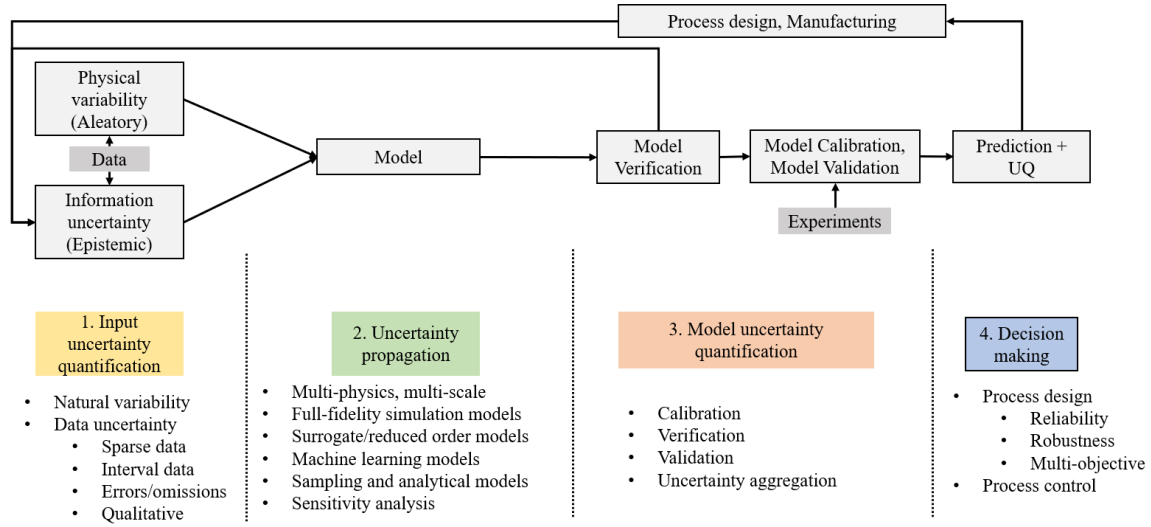 Process design, Manufacturing
Physical
variability
(Aleatory)
Data
Information
uncertainty
(Epistemic)
Model
Model
Verification
Model Calibration,
Model Validation
Experiments
Prediction +
UQ
1. Input
uncertainty
quantification
• Natural variability
• Data uncertainty
• Sparse data
• Interval data
• Errors/omissions
• Qualitative
2. Uncertainty
propagation
• Multi-physics, multi-scale
• Full-fidelity simulation models
• Surrogate/reduced order models
• Machine learning models
• Sampling and analytical models
• Sensitivity analysis
3. Model uncertainty
quantification
• Calibration
• Verification
• Validation
• Uncertainty aggregation
4. Decision
making
• Process design
• Reliability
• Robustness
• Multi-objective
• Process control